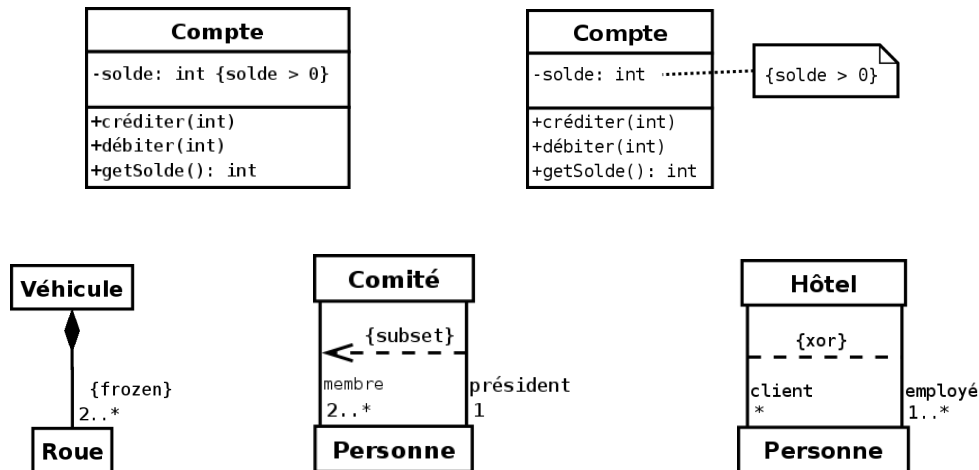 Compte
-solde: int {solde > 0}
+créditer(int)
+débiter(int)
+getSolde(): int
Compte
-solde: int
{solde > 0}
+créditer(int)
+débiter(int)
+getSolde(): int
Véhicule
{frozen}
2..*
Roue
Comité
{subset}
membre
président
2..*
1
Personne
Hôtel
{xor}
client
employé
*
1..*
Personne